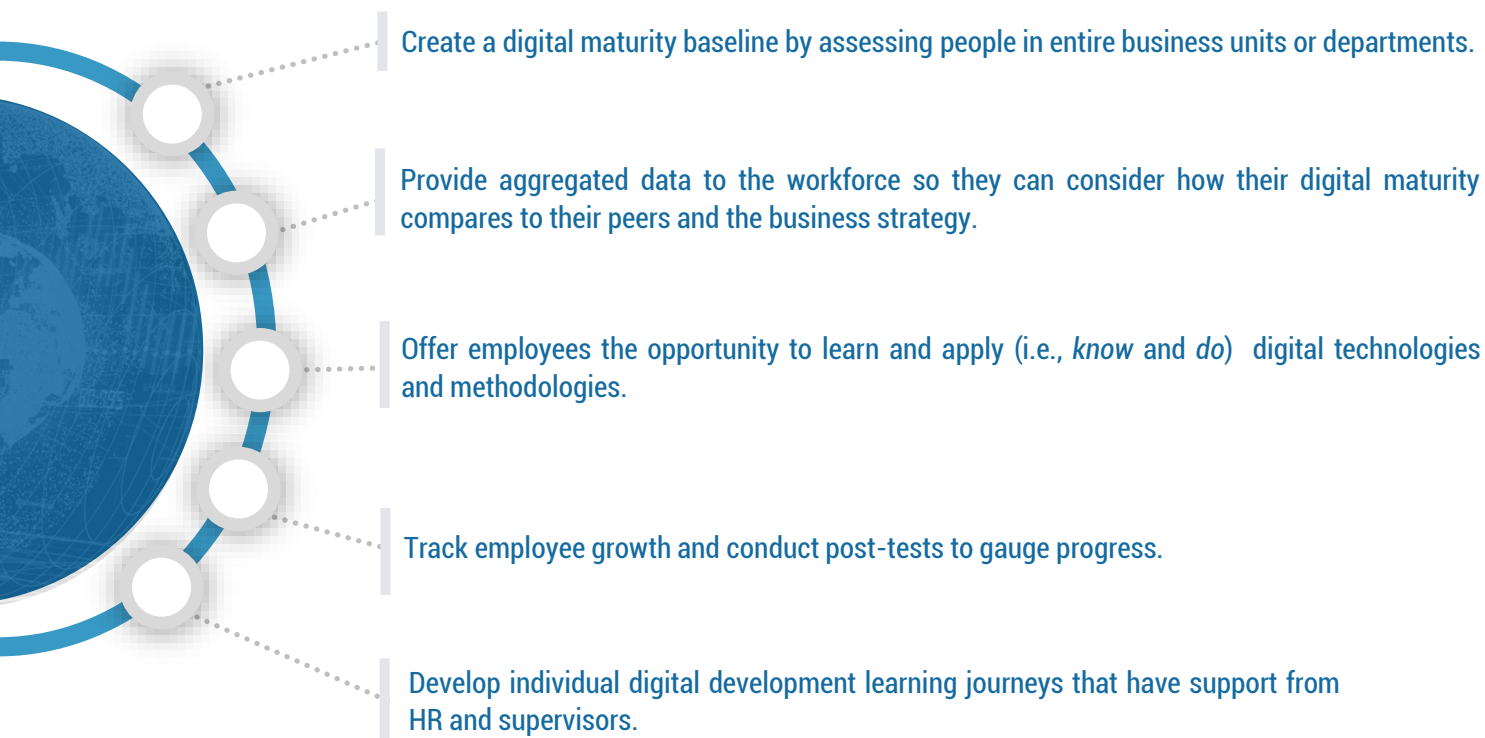 Create a digital maturity baseline by assessing people in entire business units or departments.
Provide aggregated data to the workforce so they can consider how their digital maturity
compares to their peers and the business strategy.
Offer employees the opportunity to learn and apply (i.e., know and do) digital technologies
and methodologies.
Track employee growth and conduct post-tests to gauge progress.
Develop individual digital development learning journeys that have support from
HR and supervisors.